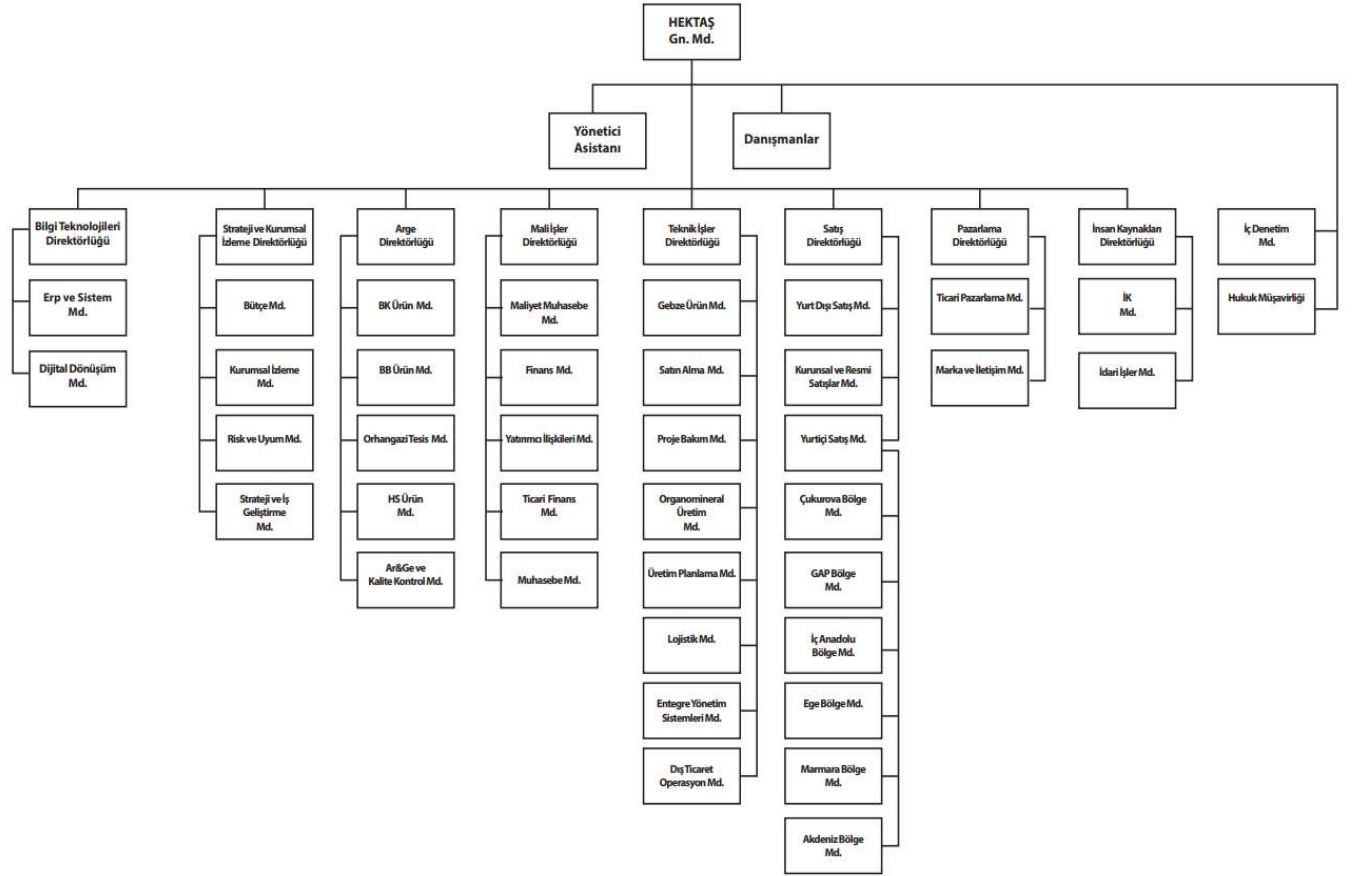 HEKTAŞ
Gn. Md.
Yönetici
Asistanı
Danışmanlar
Bilgi Teknolojileri
Direktörlüğü
Erp ve Sistem
Md.
Dijital Dönüşüm
Md.
Strateji ve Kurumsal
İzleme Direktörlüğü
Bütçe Md.
Kurumsal İzleme
Md.
Risk ve Uyum Md.
Strateji ve İş
Geliştirme
Md.
Arge
Direktörlüğü
BK Ürün Md.
BB Ürün Md.
Orhangazi Tesis Md.
HS Ürün
Md.
Ar&Ge ve
Kalite Kontrol Md.
Mali İşler
Direktörlüğü
Maliyet Muhasebe
Md.
Finans Md.
Yatırımcı İlişkileri Md.
Ticari Finans
Md.
Muhasebe Md.
Teknik İşler
Direktörlüğü
Gebze Ürün Md.
Satın Alma Md.
Proje Bakım Md.
Organomineral
Üretim
Md.
Üretim Planlama Md.
Lojistik Md.
Entegre Yönetim
Sistemleri Md.
Dış Ticaret
Operasyon Md.
Satış
Direktörlüğü
Yurt Dışı Satış Md.
Kurunsal ve Resmi
Satışlar Md.
Yurtiçi Satış Md.
Çukurova Bölge
Md.
GAP Bölge
Md.
İç Anadolu
Bölge Md.
Ege Bölge Md.
Marmara Bölge
Md.
Akdeniz Bölge
Md.
Pazarlama
Direktörlüğü
Ticari Pazarlama Md.
Marka ve İletişim Md.
İnsan Kaynakları
Direktörlüğü
İK
Md.
İdari İşler Md.
İç Denetim
Md.
Hukuk Müşavirliği